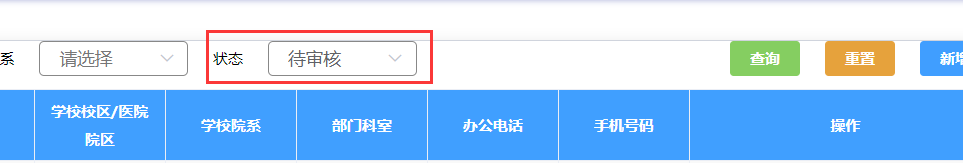 系 请选择 状态 待审核 查询 重置 新增
学校校区/医院
院区
学校院系 部门科室 办公电话 手机号码 操作